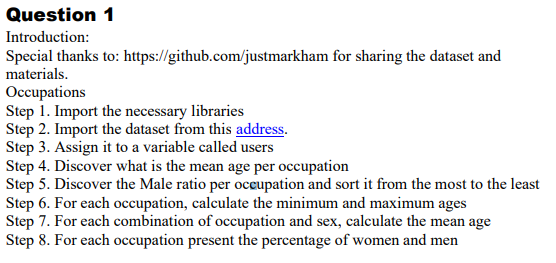 Question 1
Introduction:
Special thanks to: https://github.com/justmarkham for sharing the dataset and
materials.
Occupations
Step 1. Import the necessary libraries
Step 2. Import the dataset from this address.
Step 3. Assign it to a variable called users
Step 4. Discover what is the mean age per occupation
Step 5. Discover the Male ratio per occupation and sort it from the most to the least
Step 6. For each occupation, calculate the minimum and maximum ages
Step 7. For each combination of occupation and sex, calculate the mean age
Step 8. For each occupation present the percentage of women and men